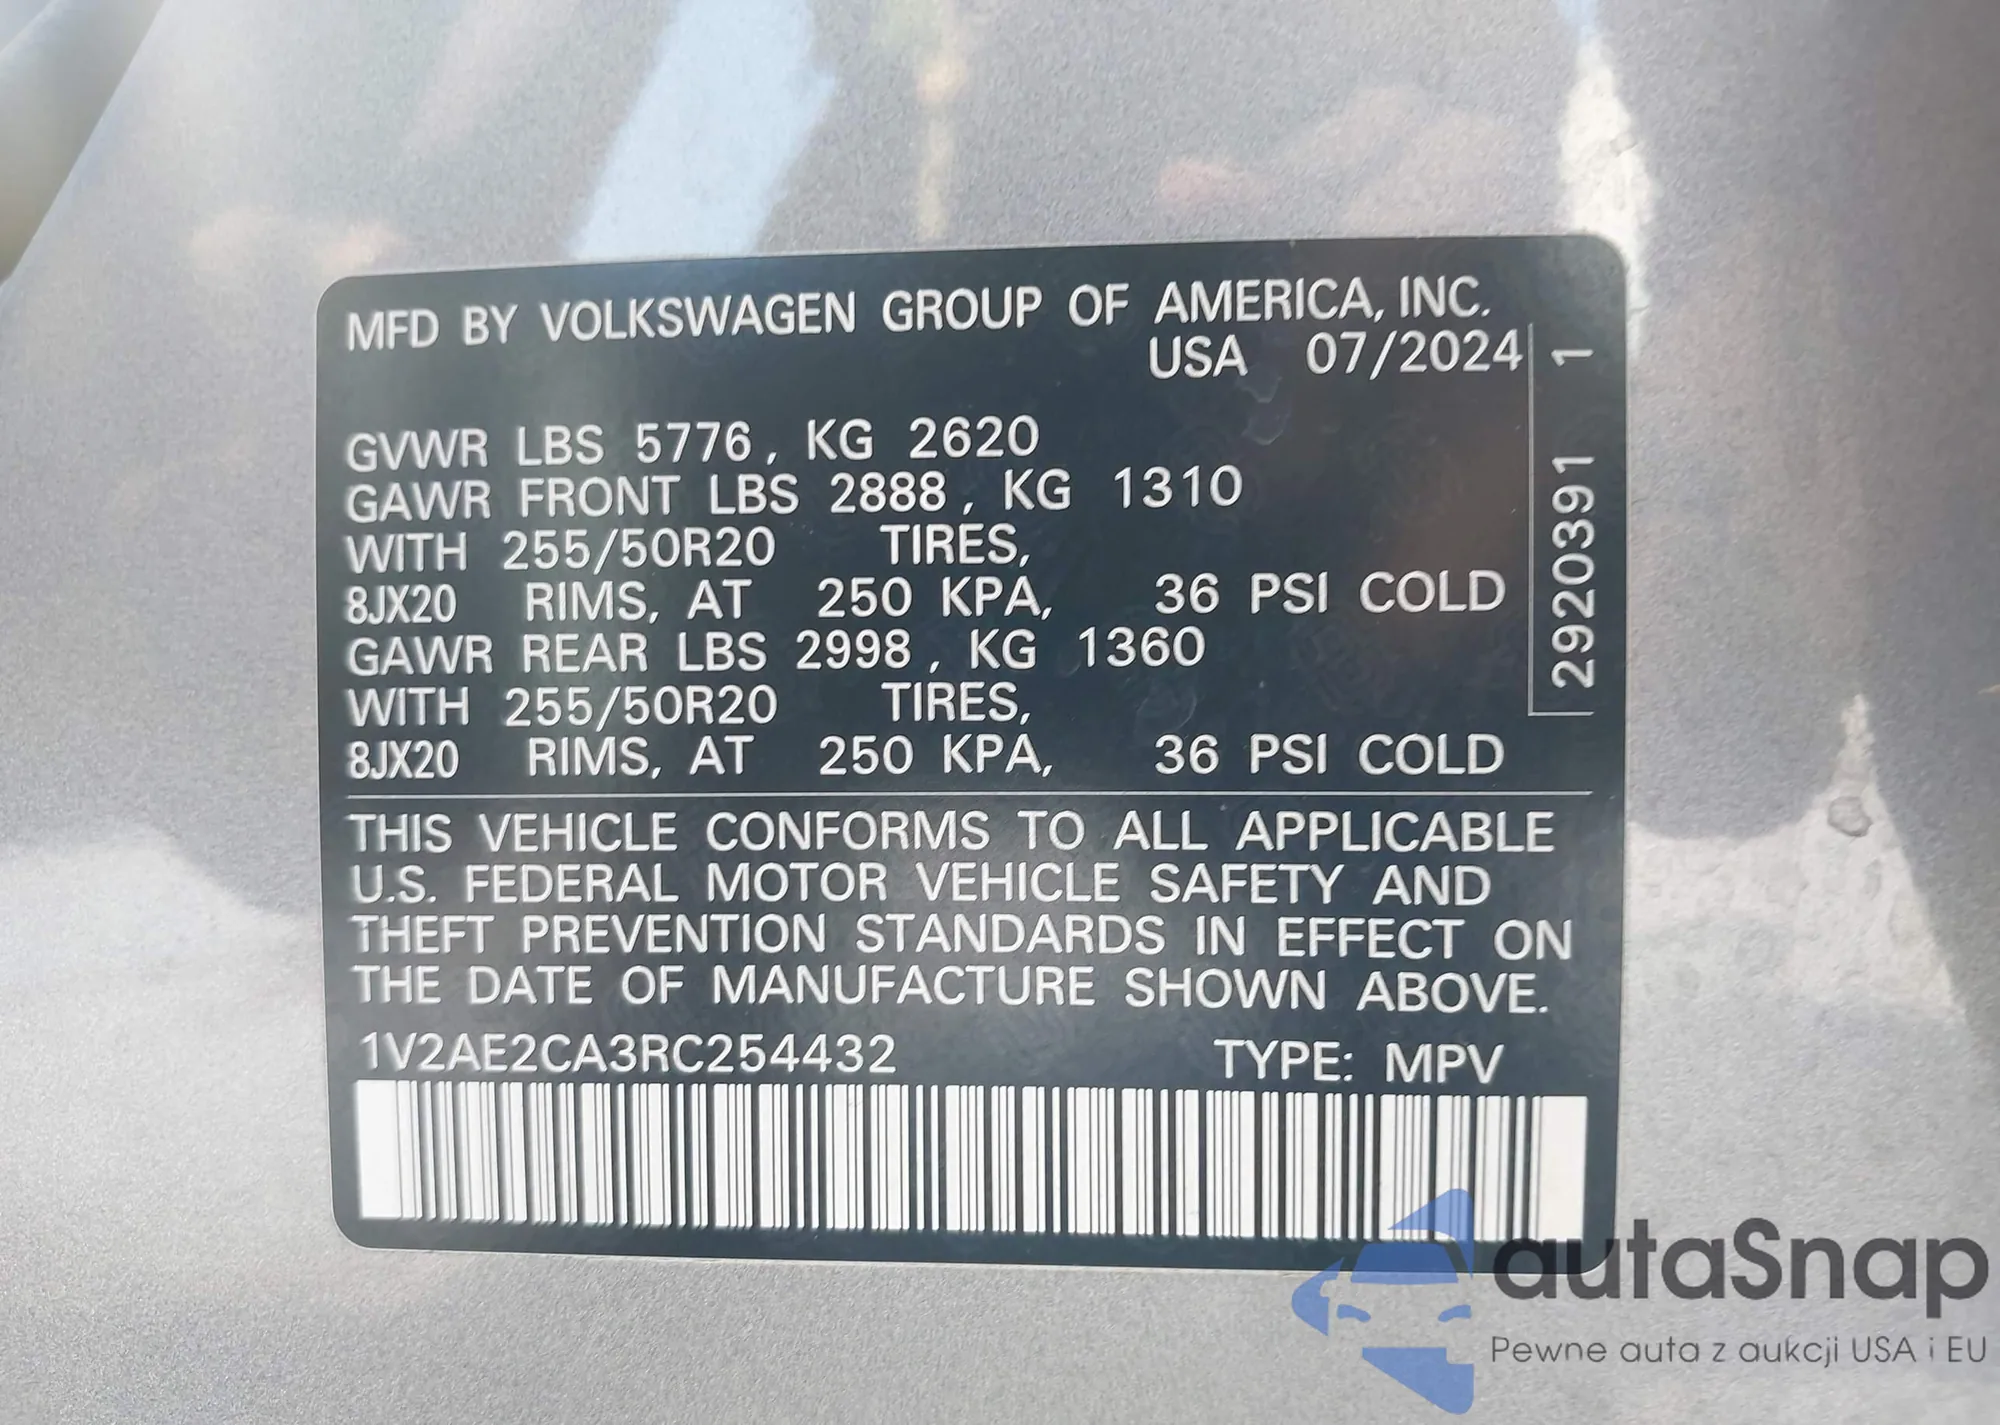 MFD BY VOLKSWAGEN GROUP OF AMERICA, INC.
USA 07/2024
GVWR LBS 5776, KG 2620
GAWR FRONT LBS 2888, KG 1310
WITH 255/50R20 TIRES,
8JX20 RIMS, AT 250 KPA, 36 PSI COLD
GAWR REAR LBS 2998, KG 1360
WITH 255/50R20 TIRES,
8JX20 RIMS, AT 250 KPA, 36 PSI COLD
2920391 1
THIS VEHICLE CONFORMS TO ALL APPLICABLE
U.S. FEDERAL MOTOR VEHICLE SAFETY AND
THEFT PREVENTION STANDARDS IN EFFECT ON
THE DATE OF MANUFACTURE SHOWN ABOVE.
1V2AE2CA3RC254432 TYPE: MPV
autaSnap
Pewne auta z aukcji USA i EU